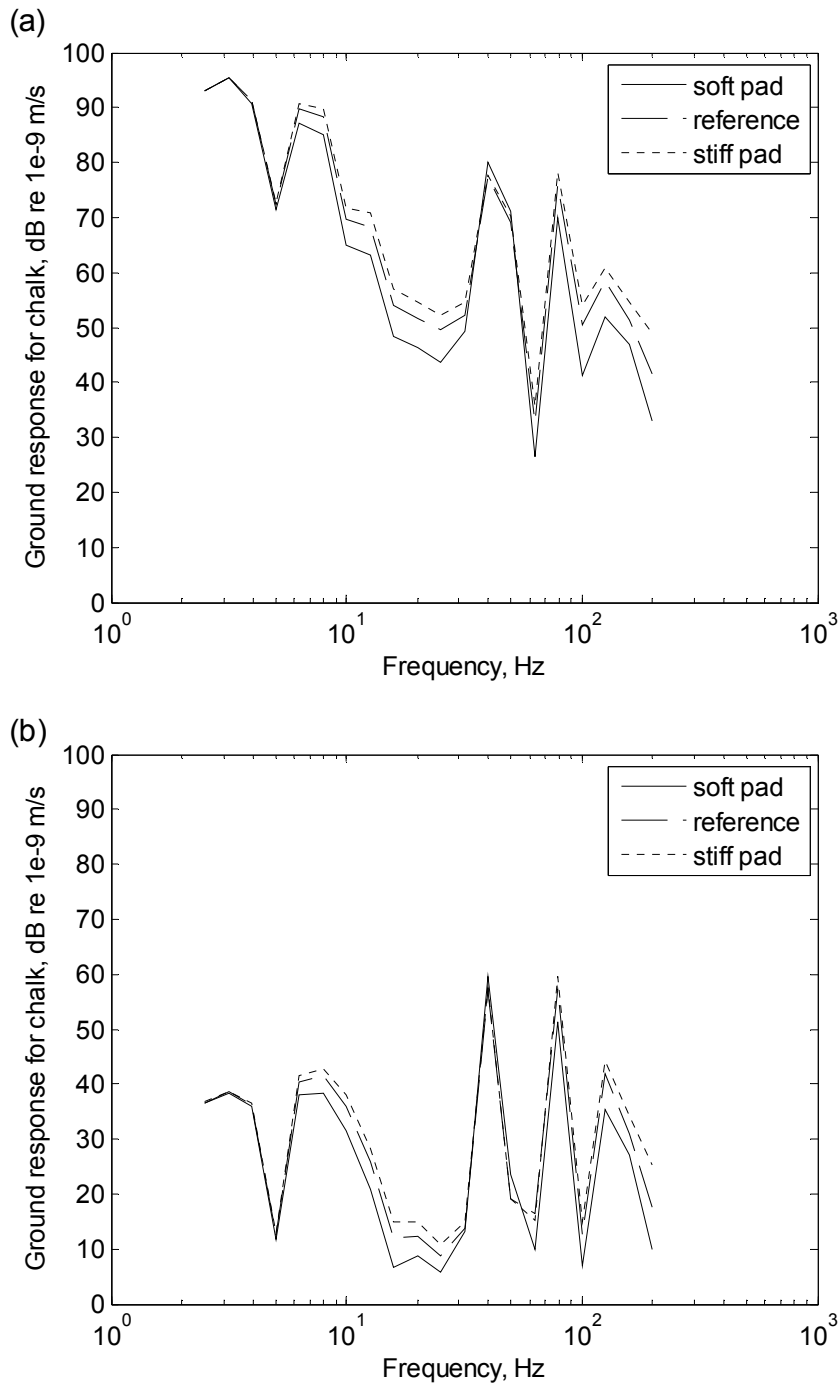 (a)
100
90
80
70
60
50
40
30
20
10
0
Ground response for chalk, dB re 1e-9 m/s
soft pad
reference
stiff pad
10^0
10^1
10^2
10^3
Frequency, Hz
(b)
100
90
80
70
60
50
40
30
20
10
0
Ground response for chalk, dB re 1e-9 m/s
soft pad
reference
stiff pad
10^0
10^1
10^2
10^3
Frequency, Hz